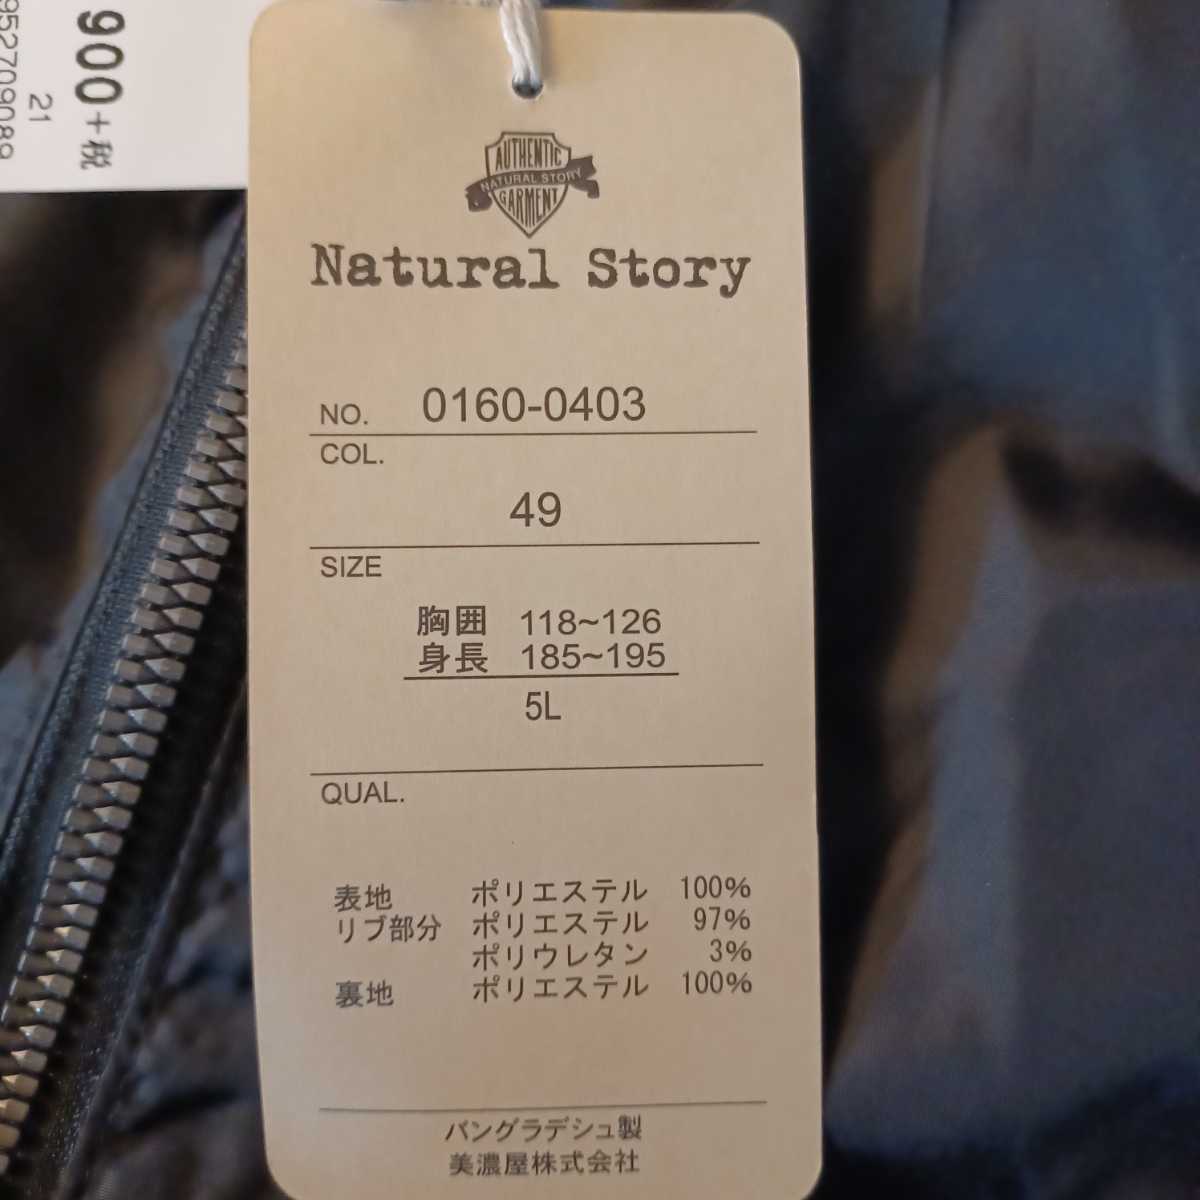 900+税
21
952709089
AUTHENTIC
NATURAL STORY
GARMENT
Natural Story
NO. 0160-0403
COL.
49
SIZE
胸囲 118~126
身長 185~195
5L
QUAL.
表地 ポリエステル 100%
リブ部分 ポリエステル 97%
ポリウレタン 3%
裏地 ポリエステル 100%
バングラデシュ製
美濃屋株式会社